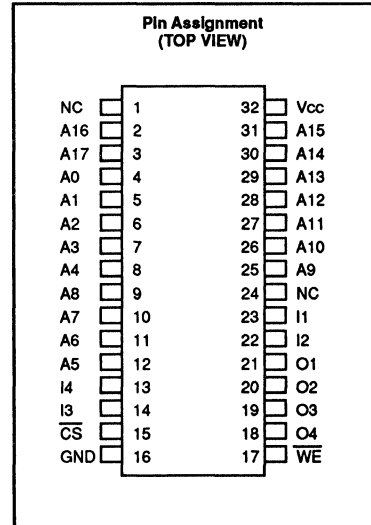 Pin Assignment
(TOP VIEW)
NC 1 32 Vcc
A16 2 31 A15
A17 3 30 A14
A0 4 29 A13
A1 5 28 A12
A2 6 27 A11
A3 7 26 A10
A4 8 25 A9
A8 9 24 NC
A7 10 23 I1
A6 11 22 I2
A5 12 21 O1
I4 13 20 O2
I3 14 19 O3
CS 15 18 O4
GND 16 17 WE